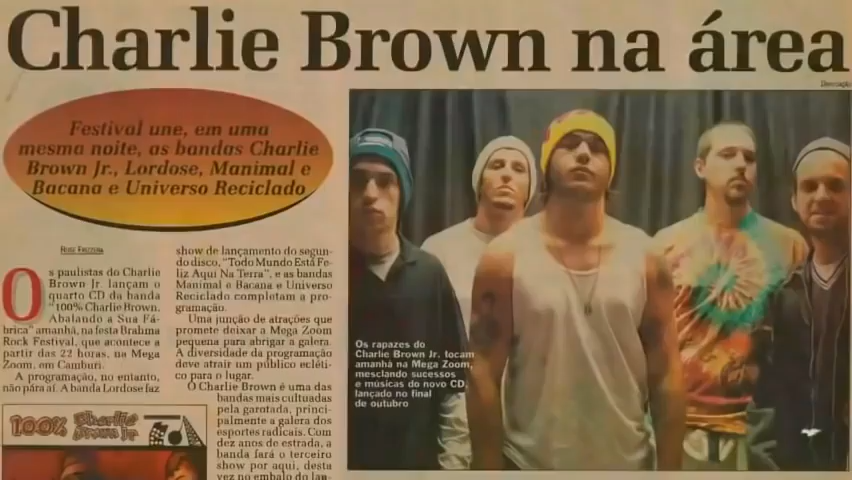 Charlie Brown na área
Divulgação
Festival une, em uma
mesma noite, as bandas Charlie
Brown Jr., Lordose, Manimal e
Bacana e Universo Reciclado
Rose Frizzera
Os paulistas do Charlie
Brown Jr. lançam o
quarto CD da banda
"100% Charlie Brown,
Abalando a Sua Fá-
brica" amanhã, na festa Brahma
Rock Festival, que acontece a
partir das 22 horas, na Mega
Zoom, em Camburi.
A programação, no entanto,
não pára aí. A banda Lordose faz
show de lançamento do segun-
do disco, "Todo Mundo Está Fe-
liz Aqui Na Terra", e as bandas
Manimal e Bacana e Universo
Reciclado completam a pro-
gramação.
Uma junção de atrações que
promete deixar a Mega Zoom
pequena para abrigar a galera.
A diversidade da programação
deve atrair um público ecléti-
co para o lugar.
O Charlie Brown é uma das
bandas mais cultuadas
pela garotada, princi-
palmente a galera dos
esportes radicais. Com
dez anos de estrada, a
banda fará o terceiro
show por aqui, desta
vez no embalo do lan-
Os rapazes do
Charlie Brown Jr. tocam
amanhã na Mega Zoom,
mesclando sucessos
e músicas do novo CD,
lançado no final
de outubro
100% Charlie
Brown Jr